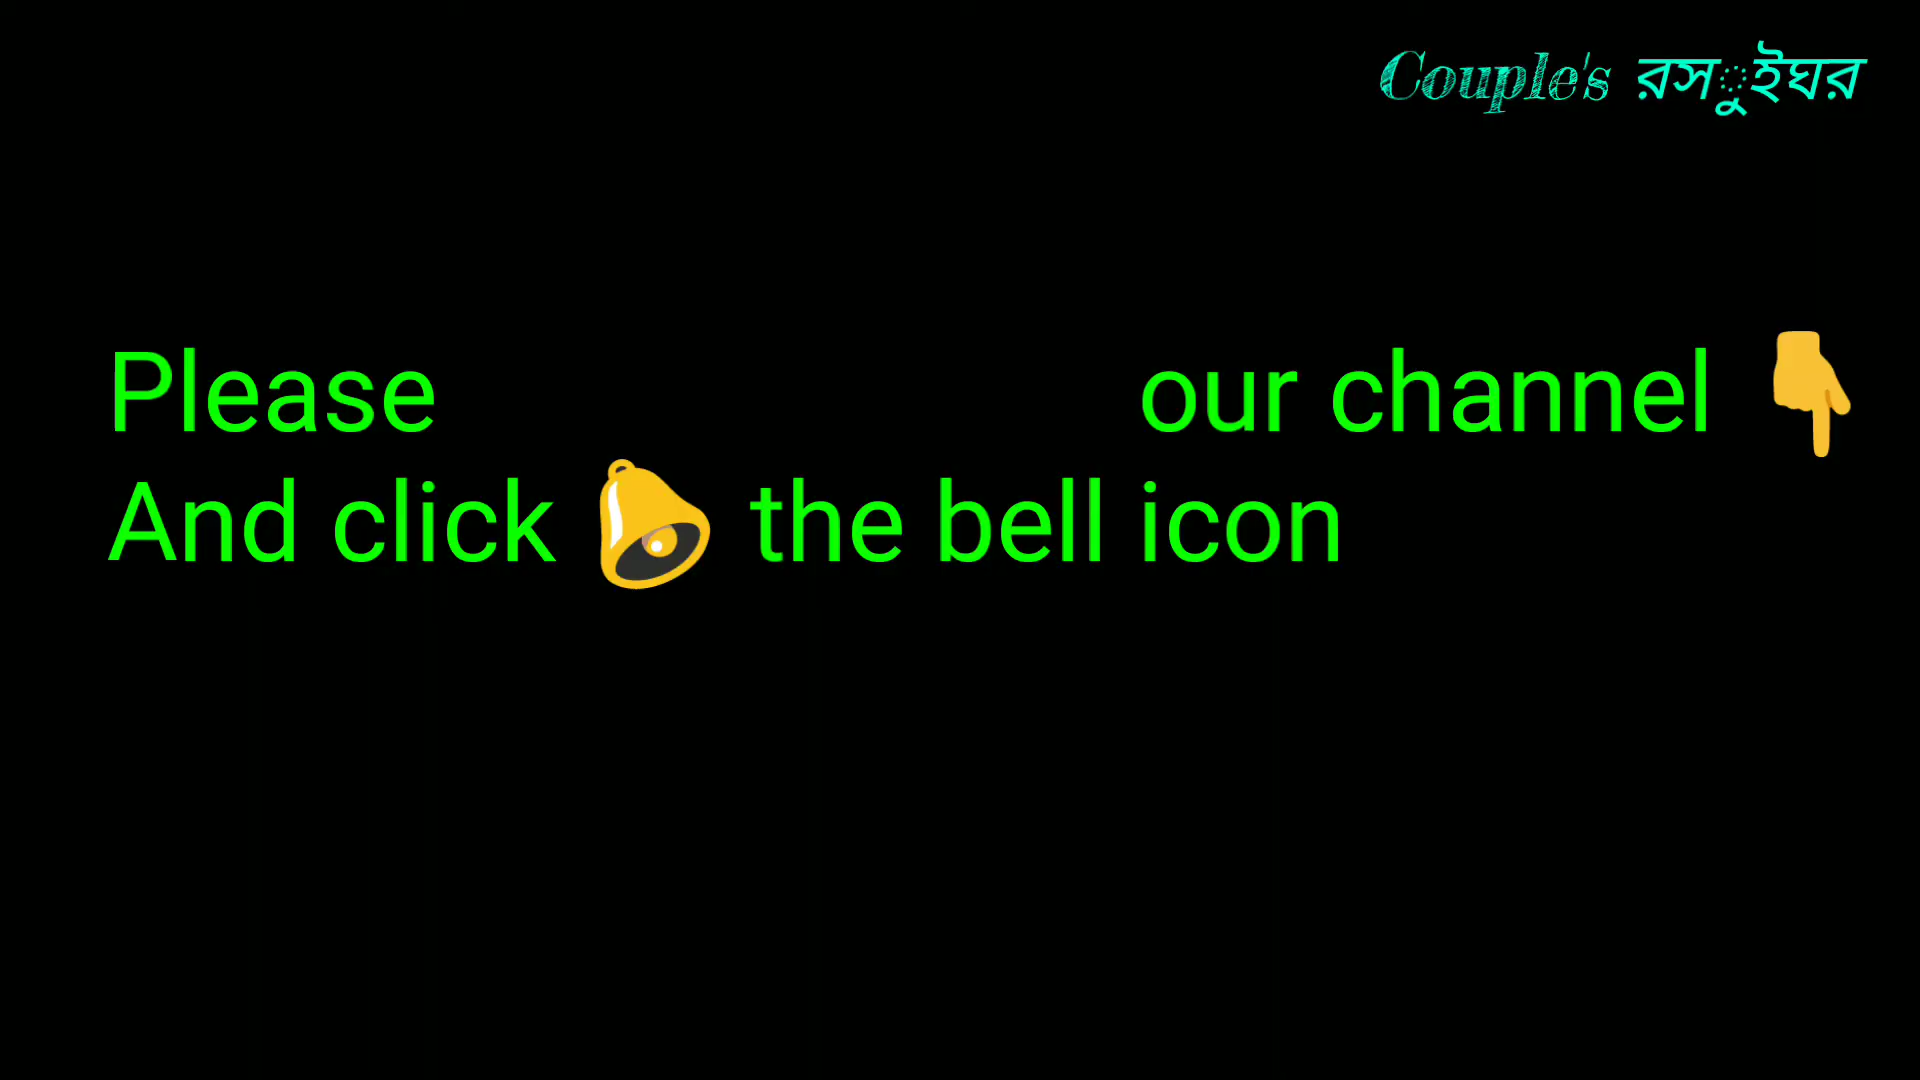 Couple's রসুইঘর
Please our channel 👇
And click 🔔 the bell icon